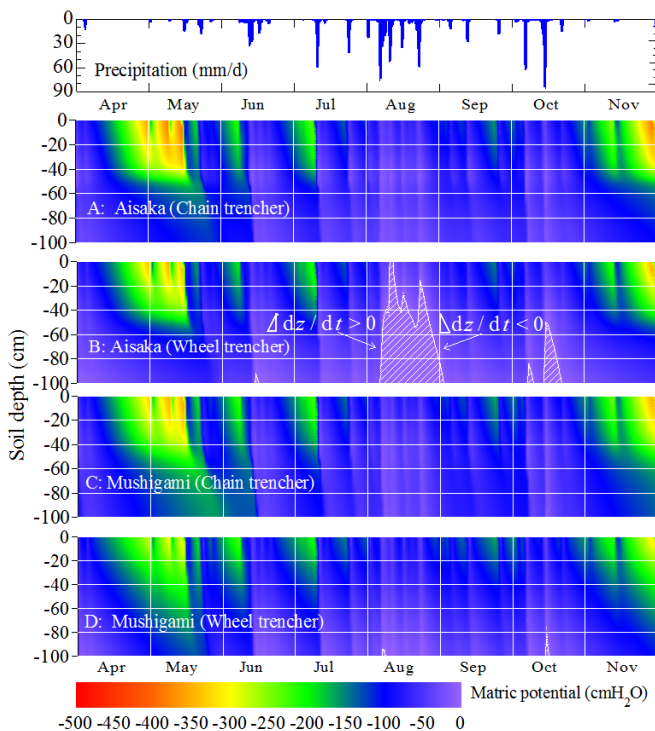 0
30
60
90
Precipitation (mm/d)
Apr May Jun Jul Aug Sep Oct Nov
0
-20
-40
-60
-80
-100
A: Aisaka (Chain trencher)
0
-20
-40
-60
-80
-100
dz / dt > 0
dz / dt < 0
B: Aisaka (Wheel trencher)
Soil depth (cm)
0
-20
-40
-60
-80
-100
C: Mushigami (Chain trencher)
0
-20
-40
-60
-80
-100
D: Mushigami (Wheel trencher)
Apr May Jun Jul Aug Sep Oct Nov
Matric potential (cmH₂O)
-500 -450 -400 -350 -300 -250 -200 -150 -100 -50 0